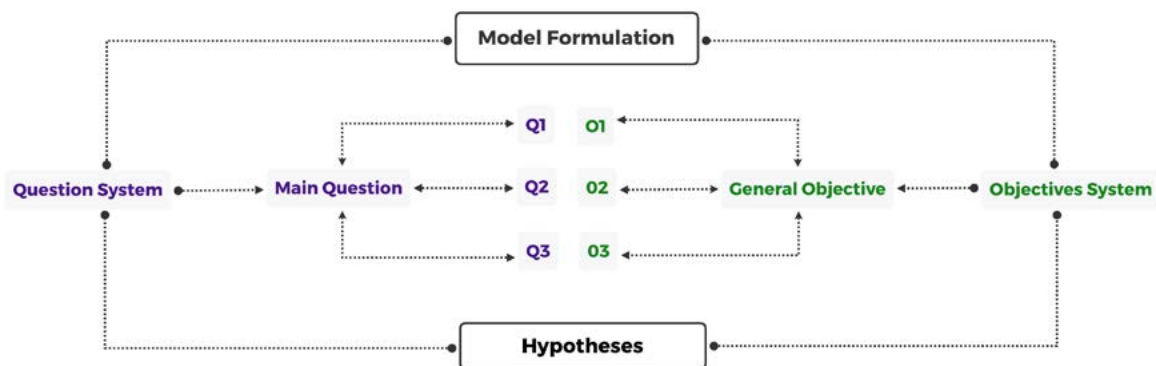 Model Formulation
Q1 O1
Question System Main Question Q2 02 General Objective Objectives System
Q3 03
Hypotheses